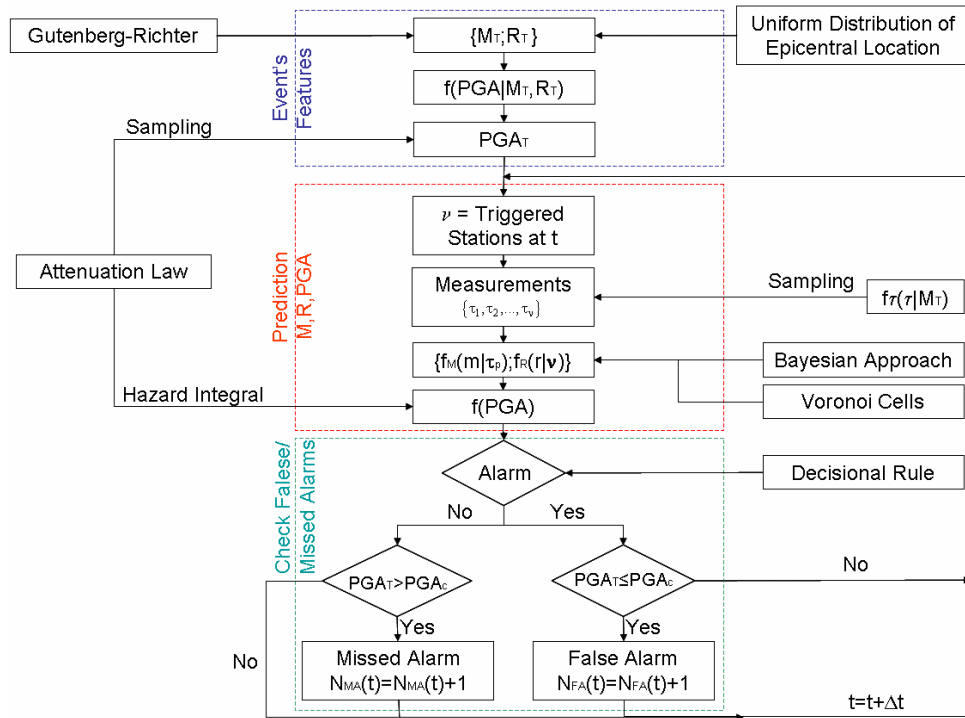 Gutenberg-Richter
{MT;RT}
Uniform Distribution of
Epicentral Location
Event's
Features
f(PGA|MT,RT)
Sampling
PGAT
ν = Triggered
Stations at t
Prediction
M,R,PGA
Attenuation Law
Measurements
{τ1,τ2,...,τν}
Sampling
fτ(τ|MT)
{fM(m|τp);fR(r|ν)}
Bayesian Approach
Hazard Integral
f(PGA)
Voronoi Cells
Check Falese/
Missed Alarms
Alarm
Decisional Rule
No
Yes
PGAT>PGAc
PGAT≤PGAc
No
Yes
Yes
No
Missed Alarm
NMA(t)=NMA(t)+1
False Alarm
NFA(t)=NFA(t)+1
t=t+Δt